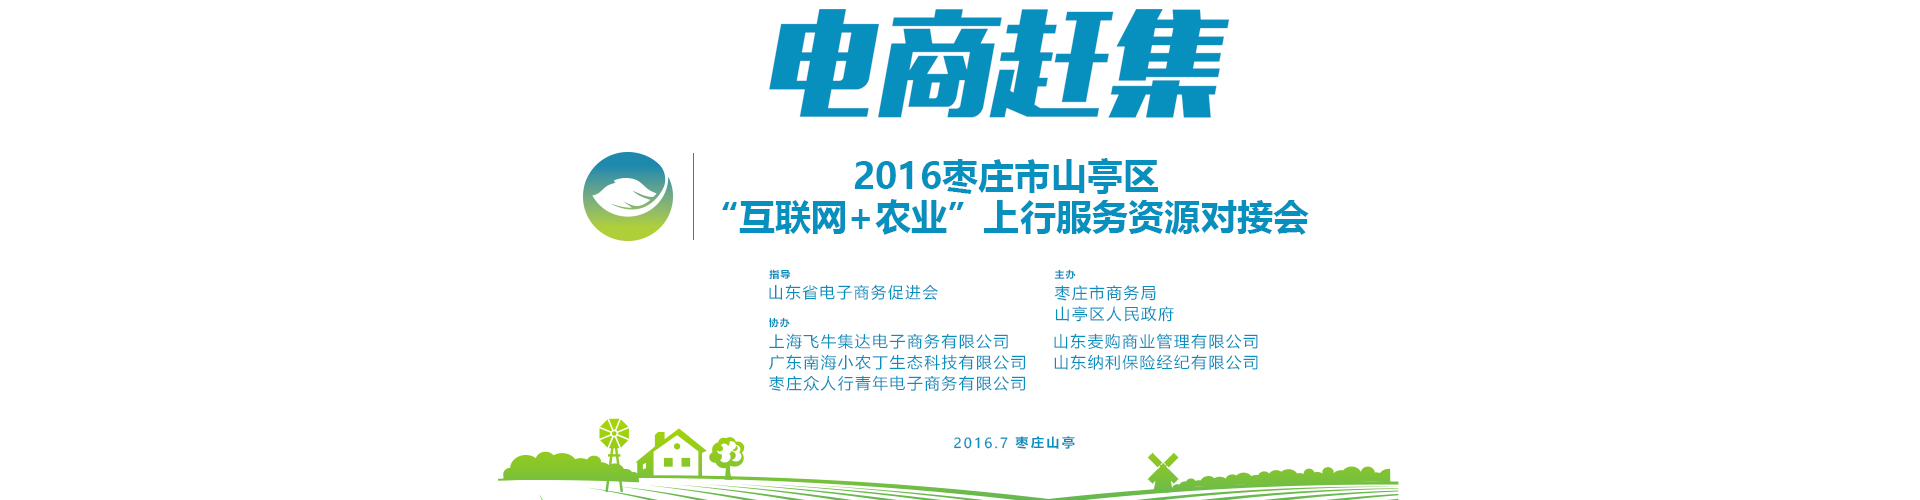 电商赶集
2016枣庄市山亭区
“互联网+农业”上行服务资源对接会
指导
山东省电子商务促进会
主办
枣庄市商务局
山亭区人民政府
协办
上海飞牛集达电子商务有限公司
广东南海小农丁生态科技有限公司
枣庄众人行青年电子商务有限公司
山东麦购商业管理有限公司
山东纳利保险经纪有限公司
2016.7 枣庄山亭